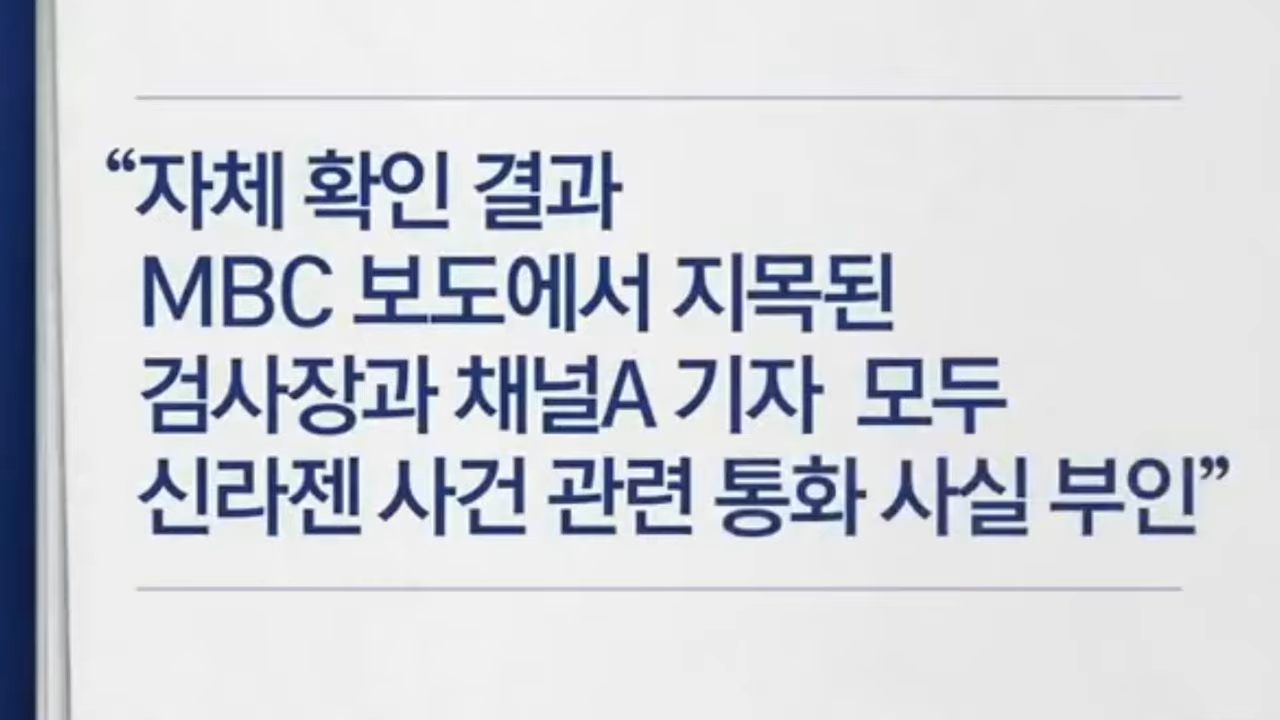 “자체 확인 결과
MBC 보도에서 지목된
검사장과 채널A 기자 모두
신라젠 사건 관련 통화 사실 부인”